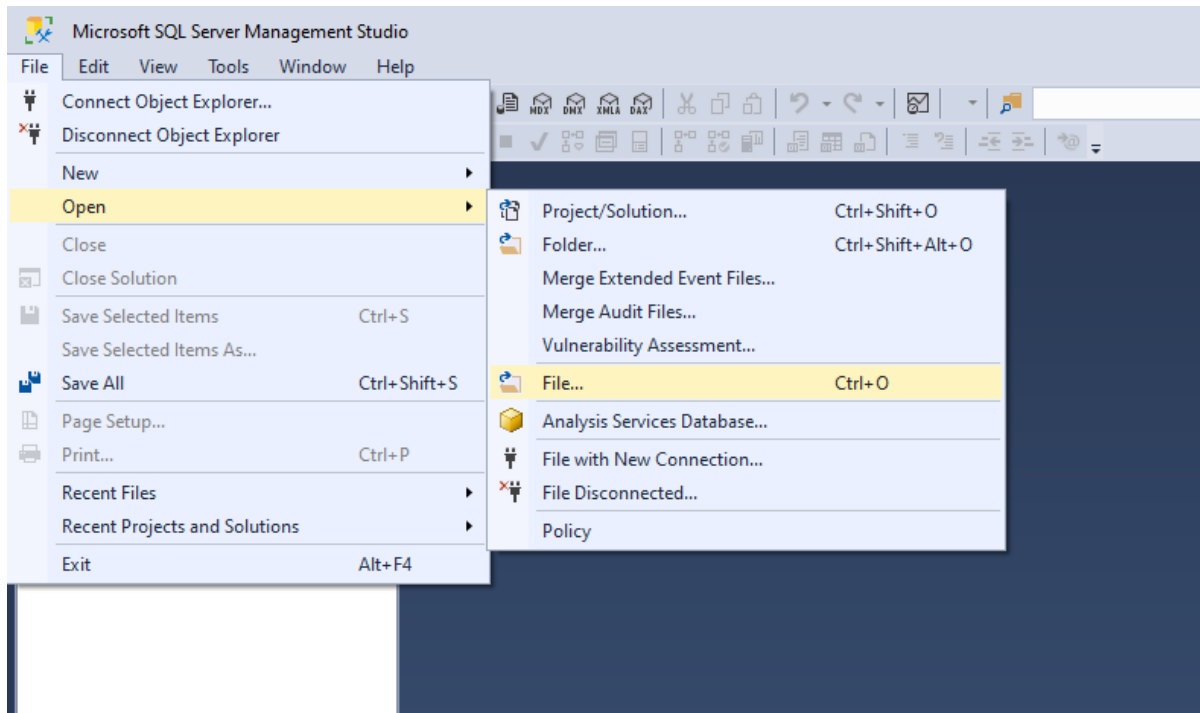 Microsoft SQL Server Management Studio
File Edit View Tools Window Help
Connect Object Explorer...
MDX DMX XMLA DAX
Disconnect Object Explorer
New
Open
Project/Solution... Ctrl+Shift+O
Close
Folder... Ctrl+Shift+Alt+O
Close Solution
Merge Extended Event Files...
Save Selected Items Ctrl+S
Merge Audit Files...
Save Selected Items As...
Vulnerability Assessment...
Save All Ctrl+Shift+S
File... Ctrl+O
Page Setup...
Analysis Services Database...
Print... Ctrl+P
File with New Connection...
Recent Files
File Disconnected...
Recent Projects and Solutions
Policy
Exit Alt+F4